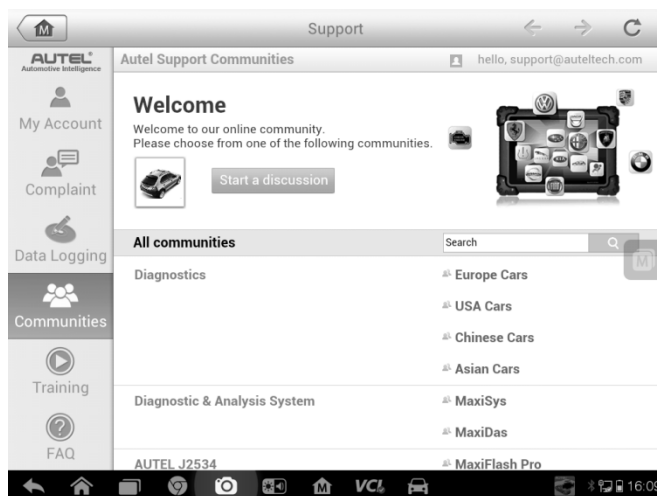 Support
AUTEL®
Automotive Intelligence
Autel Support Communities
hello, support@auteltech.com
My Account
Complaint
Data Logging
Communities
Training
FAQ
Welcome
Welcome to our online community.
Please choose from one of the following communities.
Start a discussion
All communities
Search
Diagnostics
Europe Cars
USA Cars
Chinese Cars
Asian Cars
Diagnostic & Analysis System
MaxiSys
MaxiDas
AUTEL J2534
MaxiFlash Pro
M
M
VCI
16:09